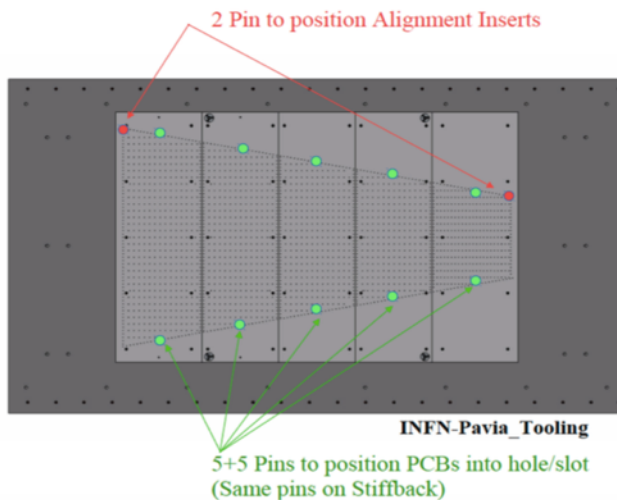 2 Pin to position Alignment Inserts
INFN-Pavia_Tooling
5+5 Pins to position PCBs into hole/slot
(Same pins on Stiffback)